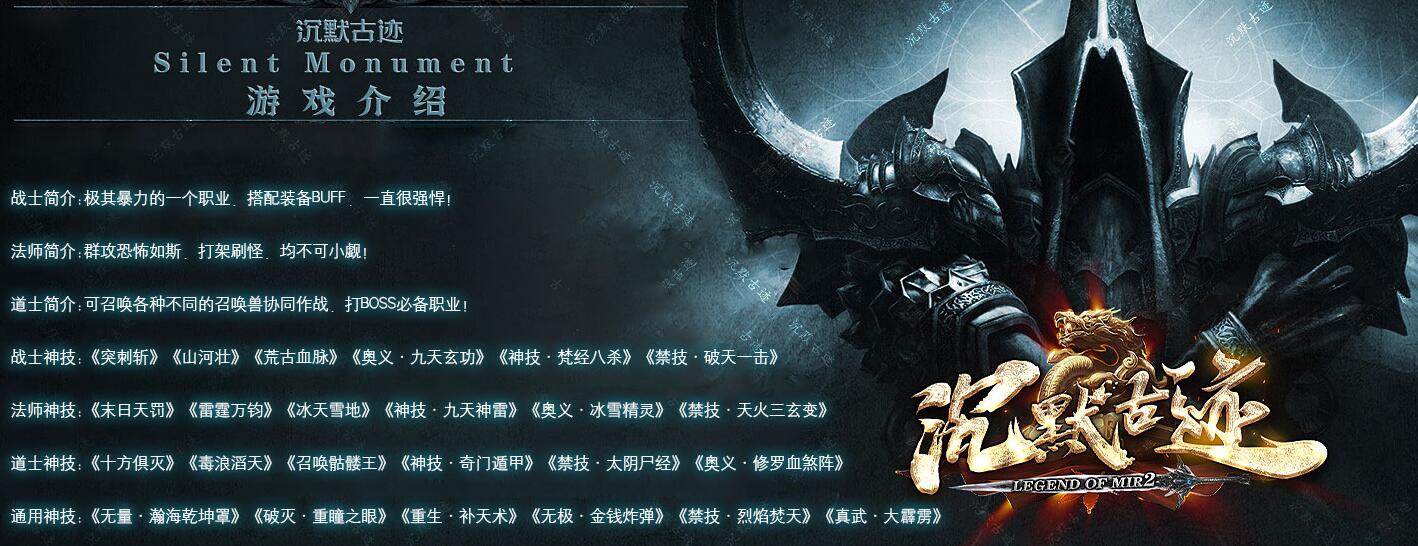 沉默古迹
Silent Monument
游戏介绍
战士简介:极其暴力的一个职业．搭配装备BUFF．一直很强悍!
法师简介:群攻恐怖如斯．打架刷怪．均不可小觑!
道士简介:可召唤各种不同的召唤兽协同作战．打BOSS必备职业!
战士神技:《突刺斩》《山河壮》《荒古血脉》《奥义·九天玄功》《神技·梵经八杀》《禁技·破天一击》
法师神技:《末日天罚》《雷霆万钧》《冰天雪地》《神技·九天神雷》《奥义·冰雪精灵》《禁技·天火三玄变》
道士神技:《十方俱灭》《毒浪滔天》《召唤骷髅王》《神技·奇门遁甲》《禁技·太阴尸经》《奥义·修罗血煞阵》
通用神技:《无量·瀚海乾坤罩》《破灭·重瞳之眼》《重生·补天术》《无极·金钱炸弹》《禁技·烈焰焚天》《真武·大霹雳》
沉默古迹
LEGEND OF MIR2